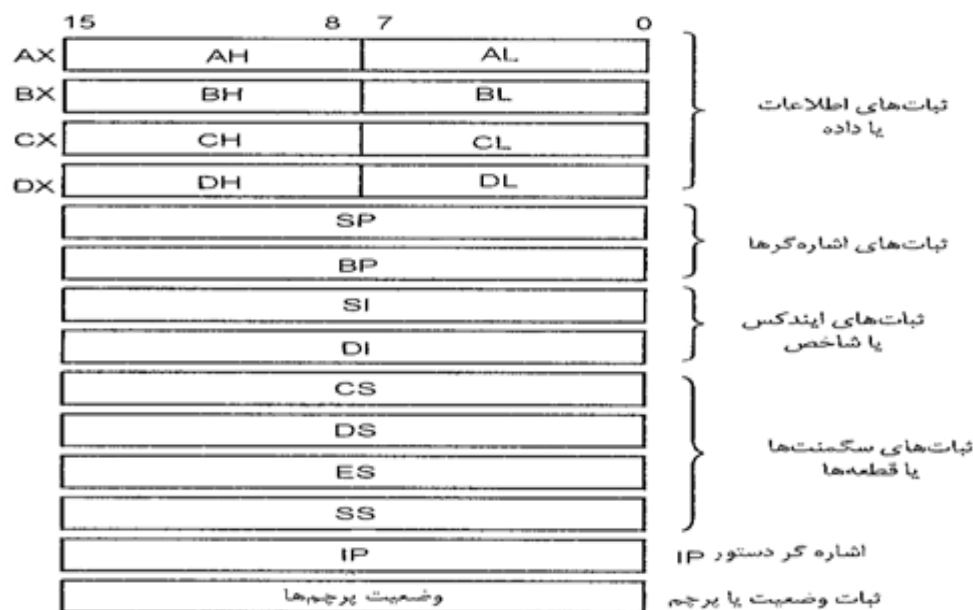 15 8 7 0
AX AH AL
BX BH BL
CX CH CL
DX DH DL
ثبات‌های اطلاعات
یا داده
SP
BP
ثبات‌های اشاره‌گرها
SI
DI
ثبات‌های ایندکس
یا شاخص
CS
DS
ES
SS
ثبات‌های سگمنت‌ها
یا قطعه‌ها
IP
اشاره گر دستور IP
وضعیت پرچم‌ها
ثبات وضعیت یا پرچم